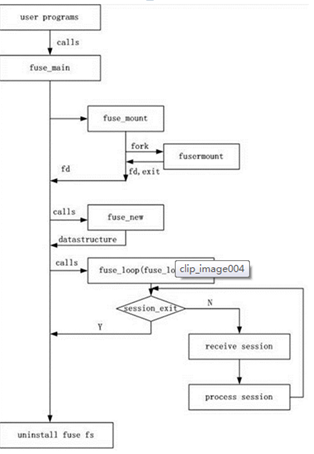 user programs
calls
fuse_main
fuse_mount
fork
fusermount
fd
fd,exit
calls
fuse_new
datastructure
calls
fuse_loop(fuse_lo
clip_image004
session_exit
N
Y
receive session
process session
uninstall fuse fs